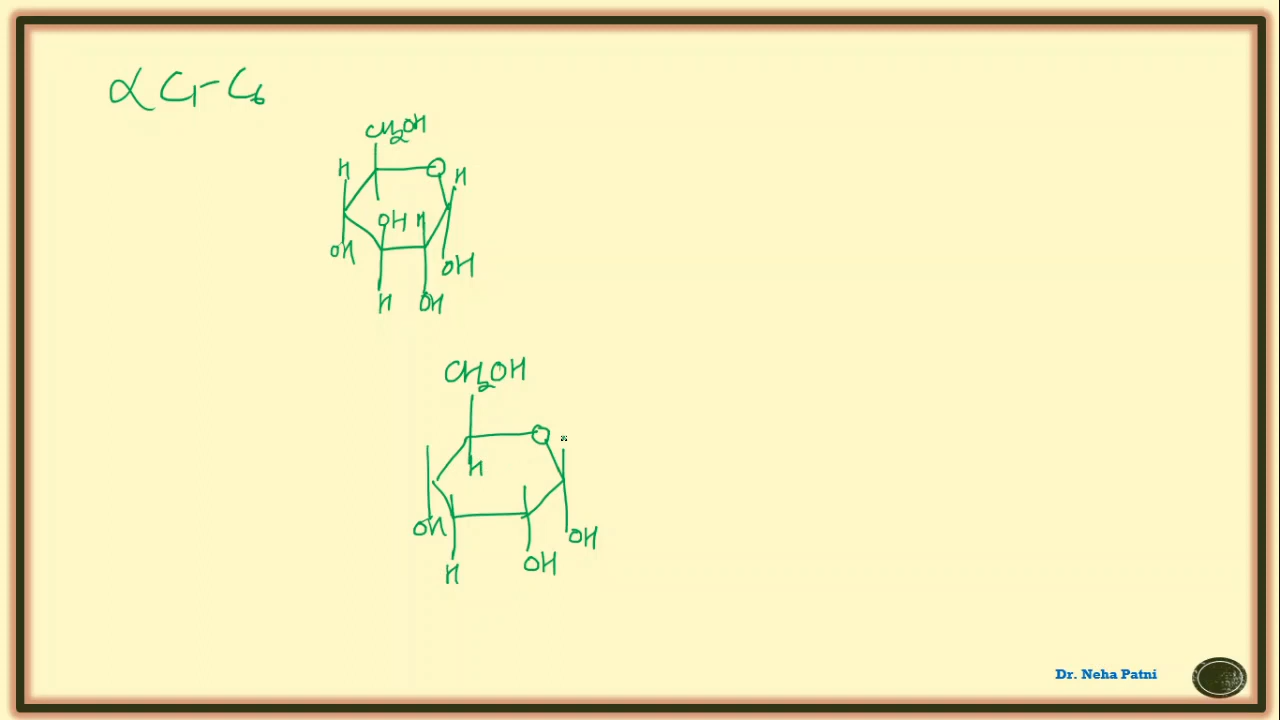 α C1-C6
CH2OH
H O H
OH H
OH OH
H OH
CH2OH
O
H
OH OH
H OH
Dr. Neha Patni